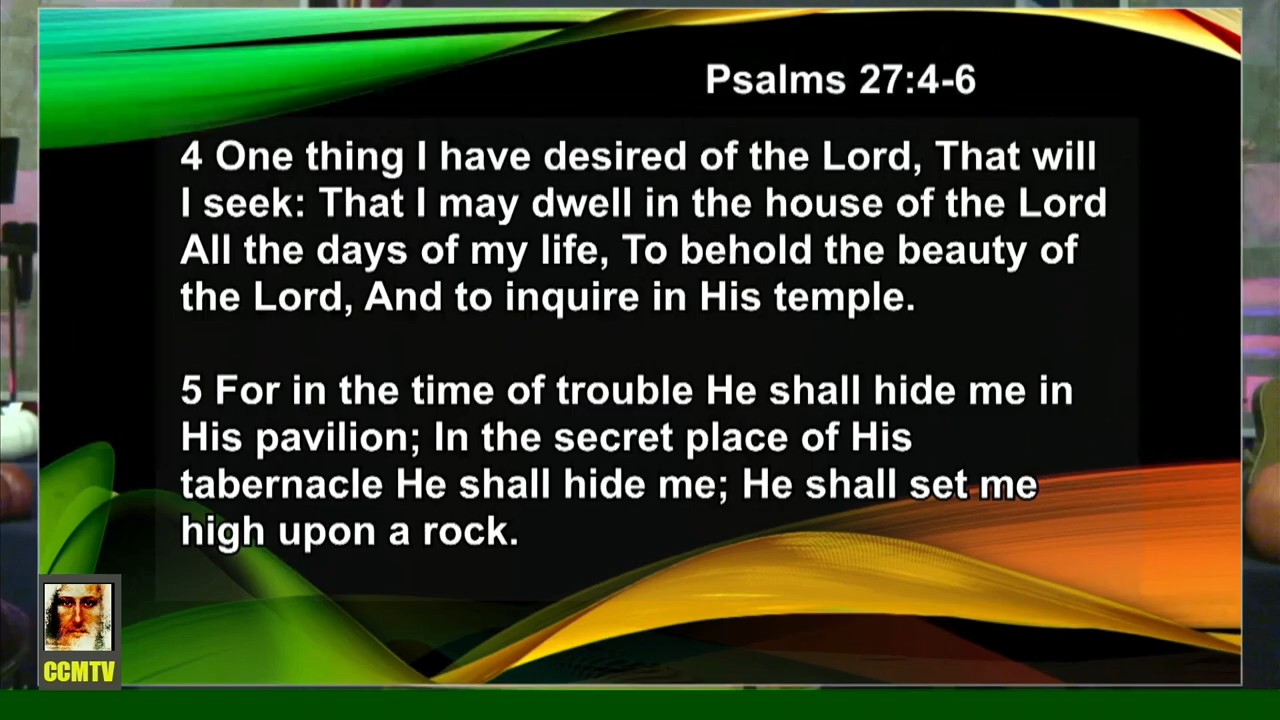 Psalms 27:4-6
4 One thing I have desired of the Lord, That will
I seek: That I may dwell in the house of the Lord
All the days of my life, To behold the beauty of
the Lord, And to inquire in His temple.
5 For in the time of trouble He shall hide me in
His pavilion; In the secret place of His
tabernacle He shall hide me; He shall set me
high upon a rock.
CCMTV